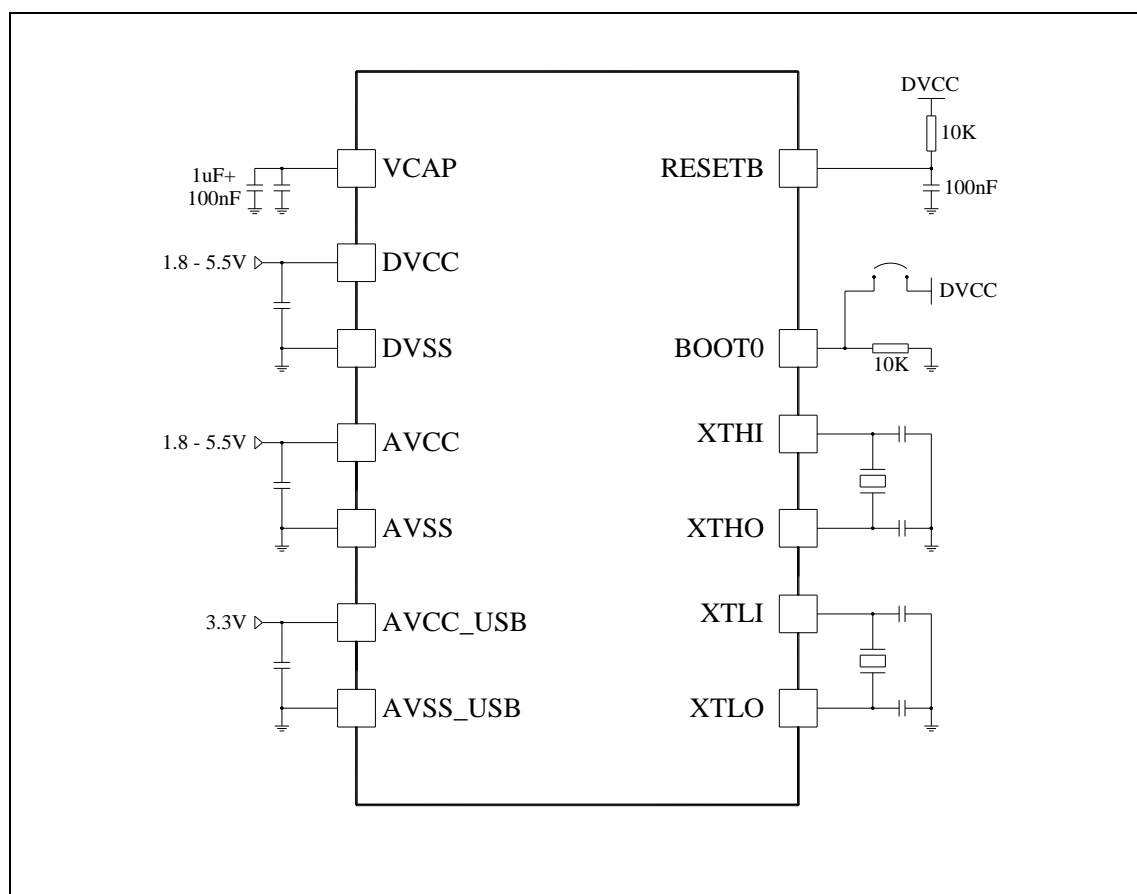 DVCC
10K
VCAP
RESETB
1uF+
100nF
100nF
1.8 - 5.5V
DVCC
DVCC
DVSS
BOOT0
10K
1.8 - 5.5V
AVCC
XTHI
AVSS
XTHO
3.3V
AVCC_USB
XTLI
AVSS_USB
XTLO